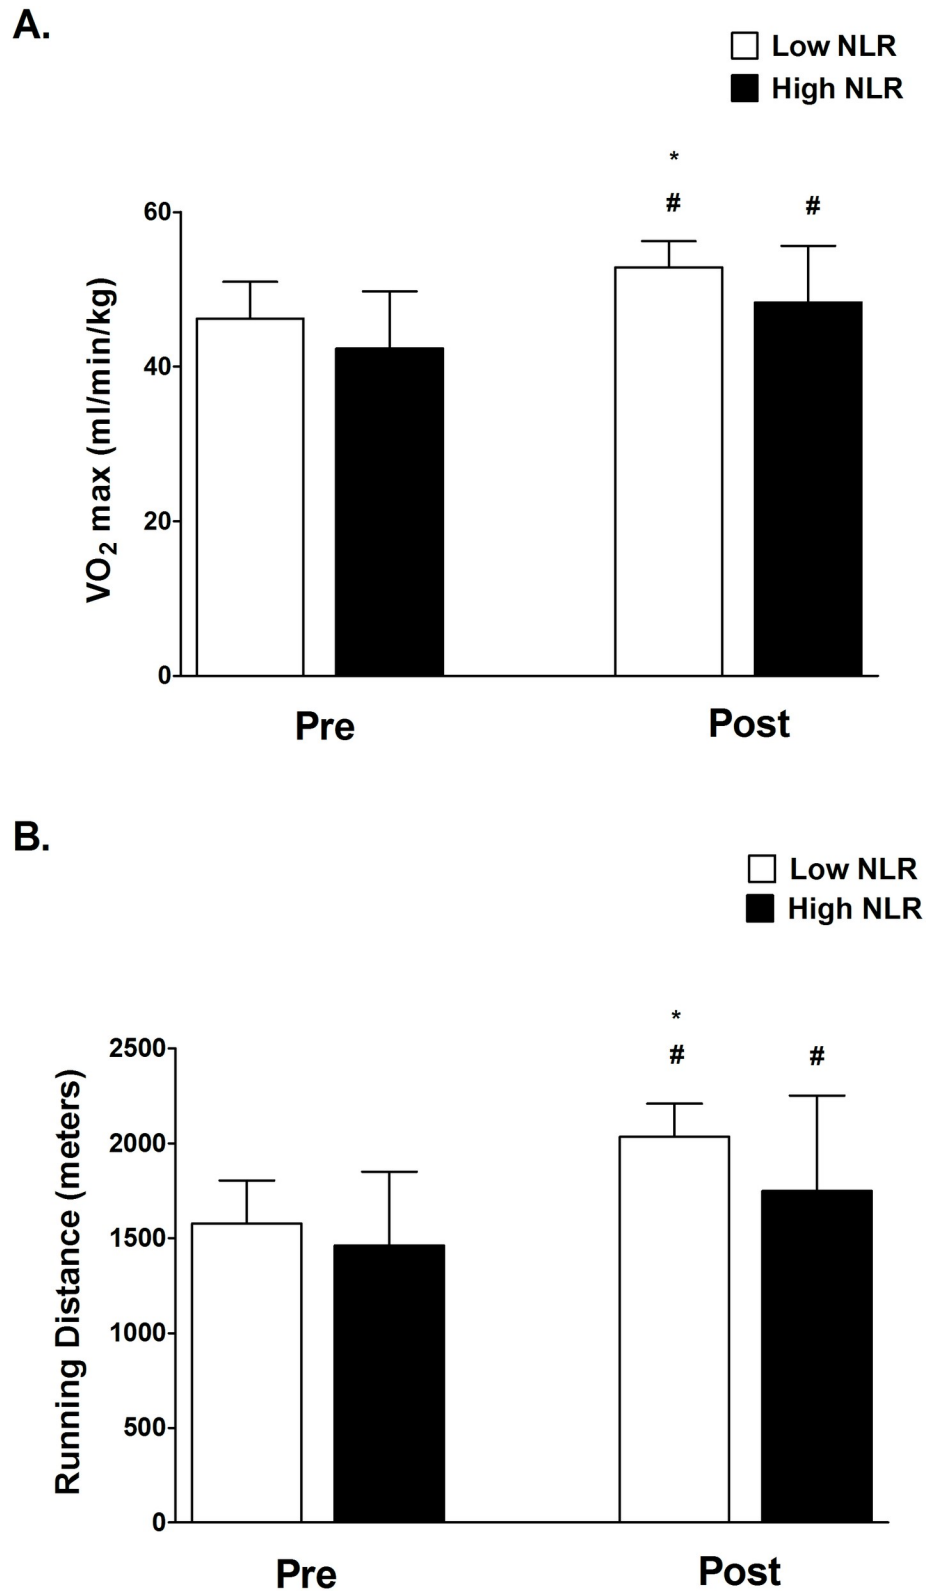 A.
Low NLR
High NLR
*
# #
60
40
20
0
VO2 max (ml/min/kg)
Pre Post
B.
Low NLR
High NLR
*
# #
2500
2000
1500
1000
500
0
Running Distance (meters)
Pre Post